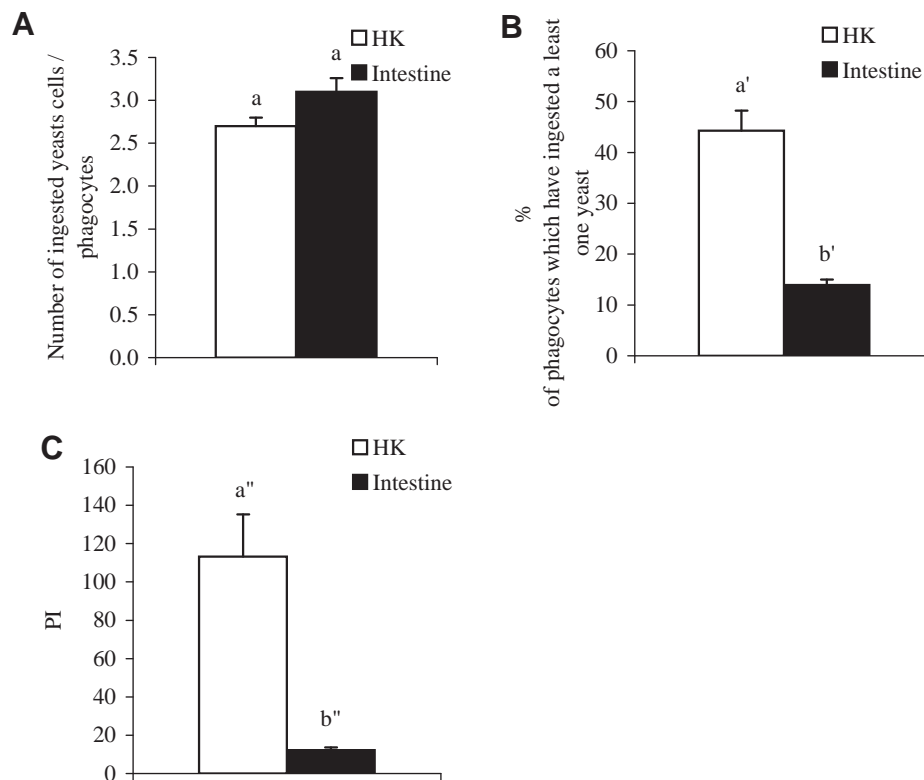 A
HK
Intestine
Number of ingested yeasts cells /
phagocytes
3.5
3.0
2.5
2.0
1.5
1.0
0.5
0.0
a
a
B
HK
Intestine
%
of phagocytes which have ingested a least
one yeast
60
50
40
30
20
10
0
a'
b'
C
HK
Intestine
PI
160
140
120
100
80
60
40
20
0
a"
b"